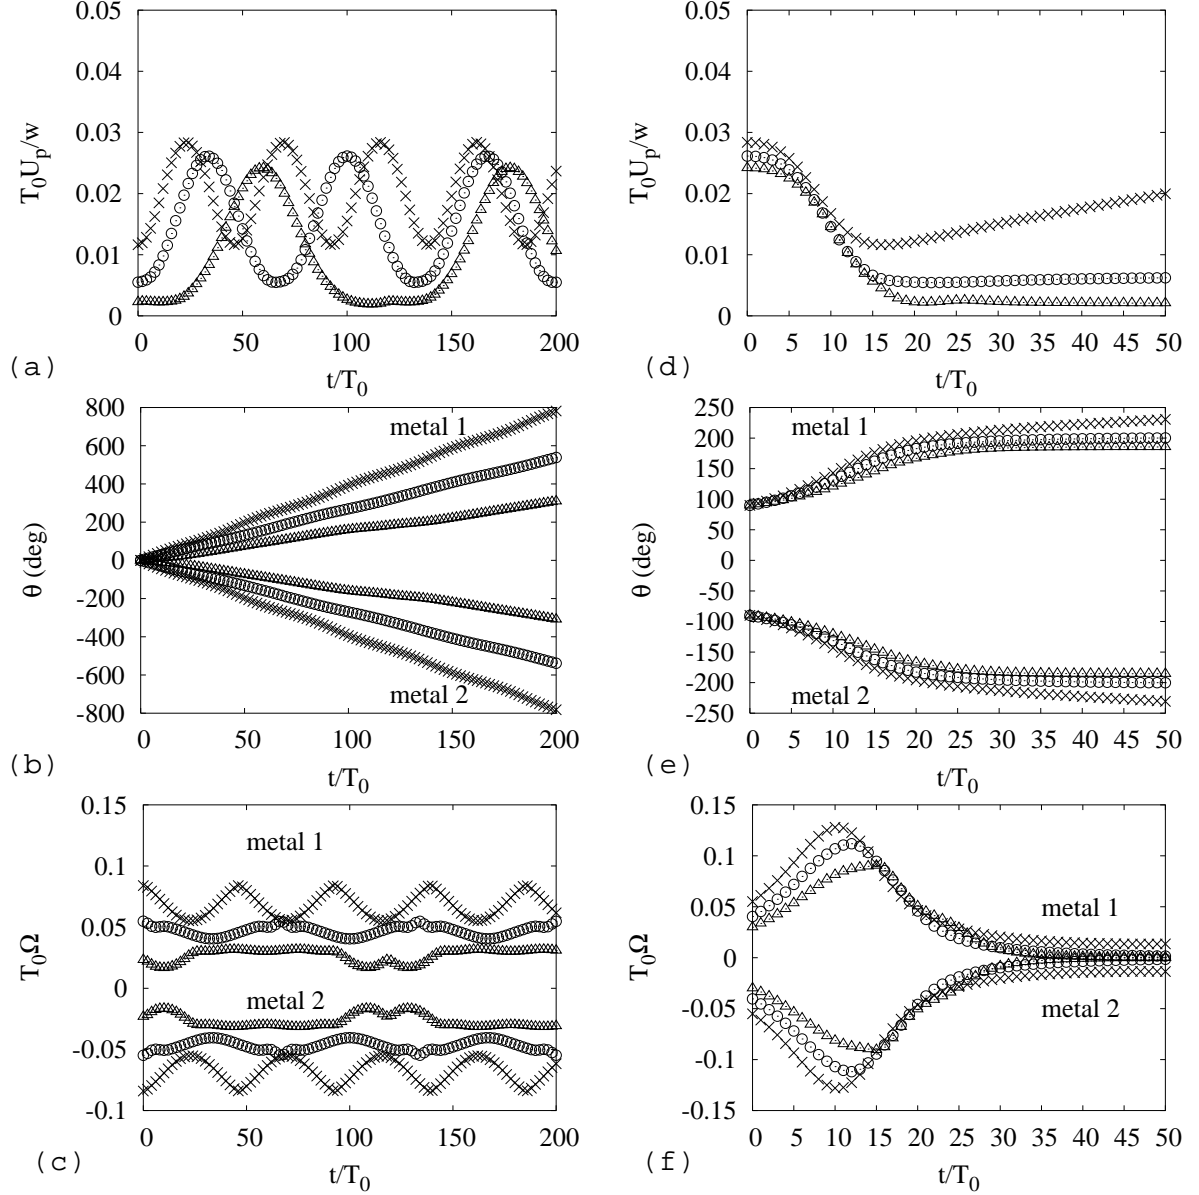 0.05
0.04
0.03
0.02
0.01
0
T0Up/w
0 50 100 150 200
t/T0
(a)
0.05
0.04
0.03
0.02
0.01
0
T0Up/w
0 5 10 15 20 25 30 35 40 45 50
t/T0
(d)
800
600
400
200
0
-200
-400
-600
-800
θ (deg)
metal 1
metal 2
0 50 100 150 200
t/T0
(b)
250
200
150
100
50
0
-50
-100
-150
-200
-250
θ (deg)
metal 1
metal 2
0 5 10 15 20 25 30 35 40 45 50
t/T0
(e)
0.15
0.1
0.05
0
-0.05
-0.1
T0Ω
metal 1
metal 2
0 50 100 150 200
t/T0
(c)
0.15
0.1
0.05
0
-0.05
-0.1
-0.15
T0Ω
metal 1
metal 2
0 5 10 15 20 25 30 35 40 45 50
t/T0
(f)